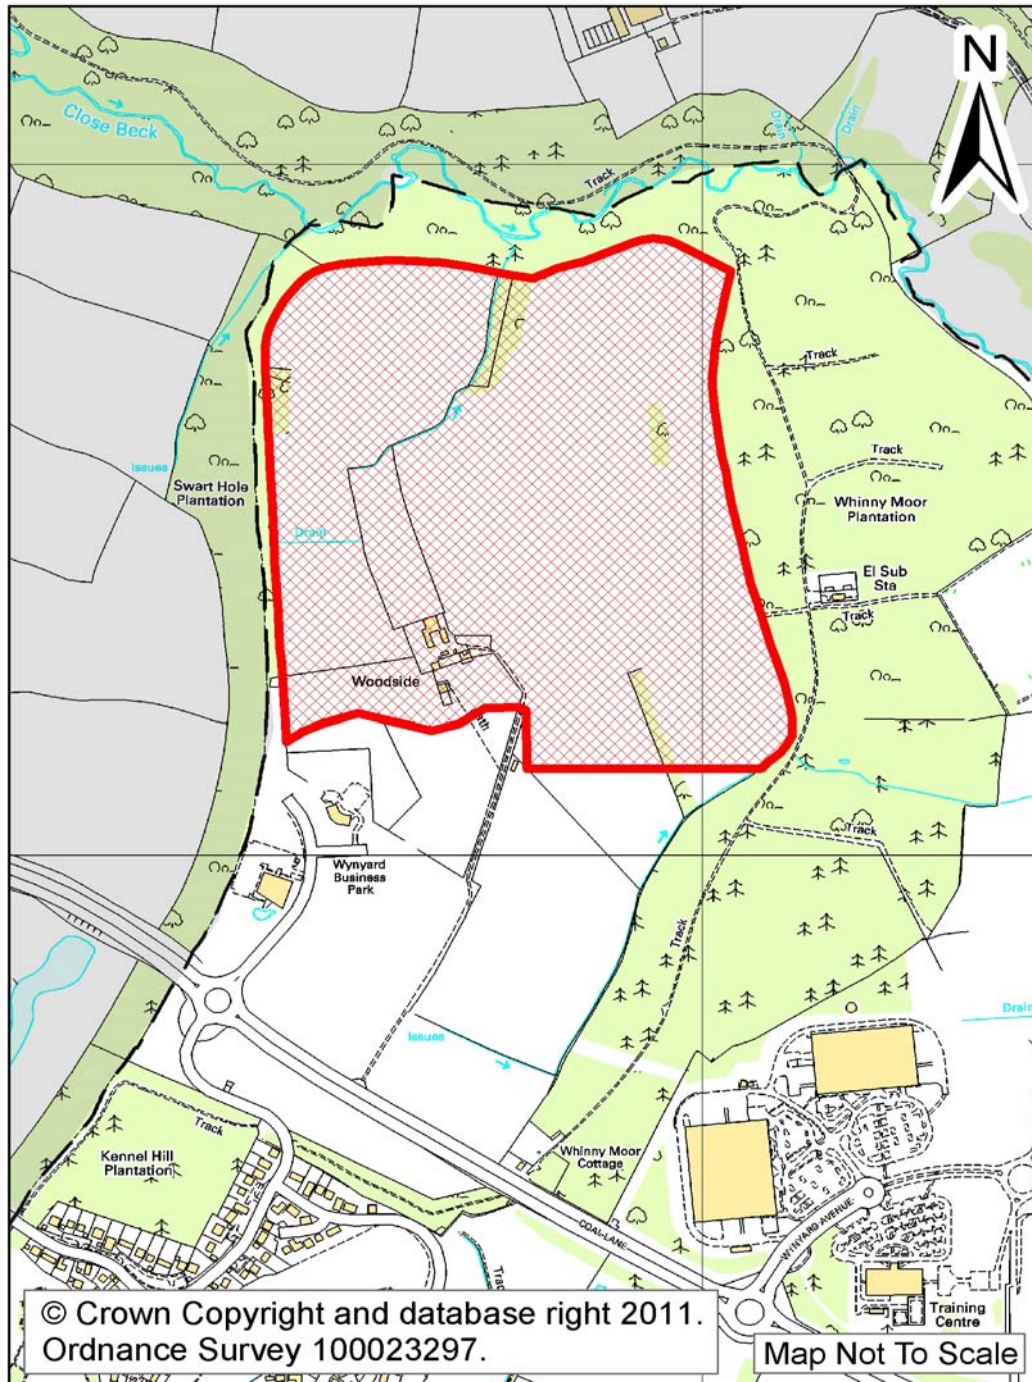 N
Close Beck
Drain
Drain
Track
Track
Issues
Swart Hole
Plantation
Track
Whinny Moor
Plantation
Drain
El Sub
Sta
Track
Woodside
Track
Wynyard
Business
Park
Track
Issues
Drain
Track
Kennel Hill
Plantation
Whinny Moor
Cottage
COAL LANE
WYNYARD AVENUE
Training
Centre
© Crown Copyright and database right 2011.
Ordnance Survey 100023297.
Map Not To Scale